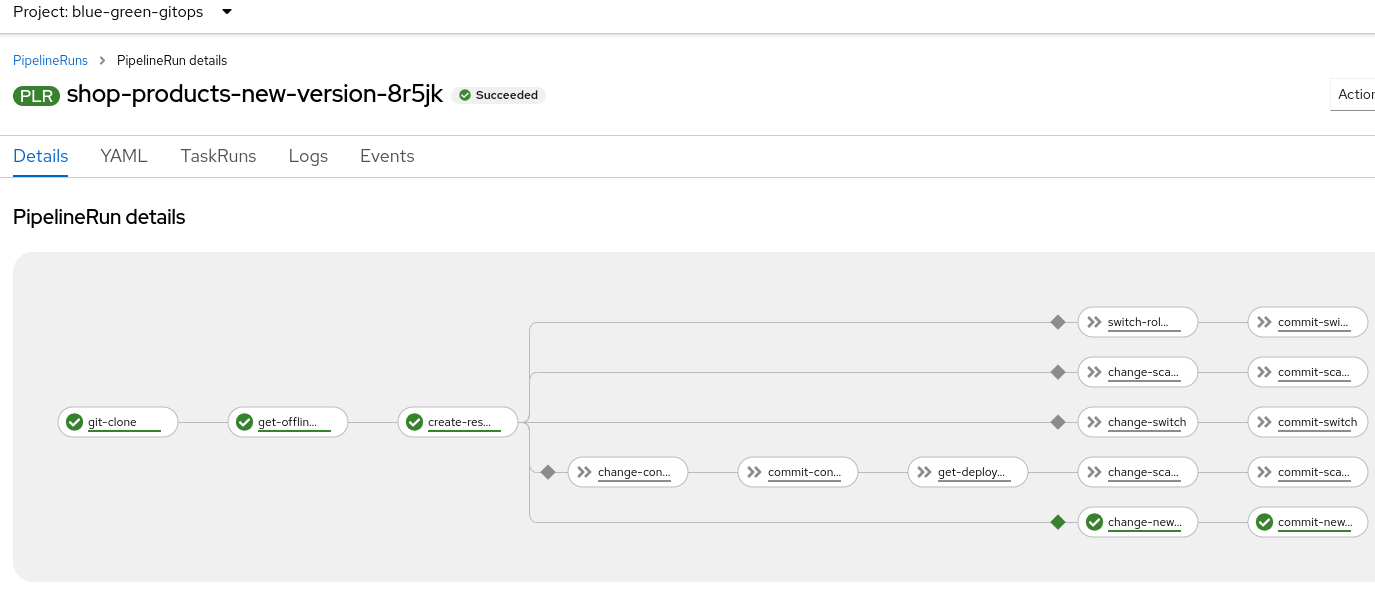 Project: blue-green-gitops
PipelineRuns PipelineRun details
PLR shop-products-new-version-8r5jk Succeeded
Action
Details YAML TaskRuns Logs Events
PipelineRun details
switch-rol... commit-swi...
change-sca... commit-sca...
git-clone get-offlin... create-res... change-switch commit-switch
change-con... commit-con... get-deploy... change-sca... commit-sca...
change-new... commit-new...